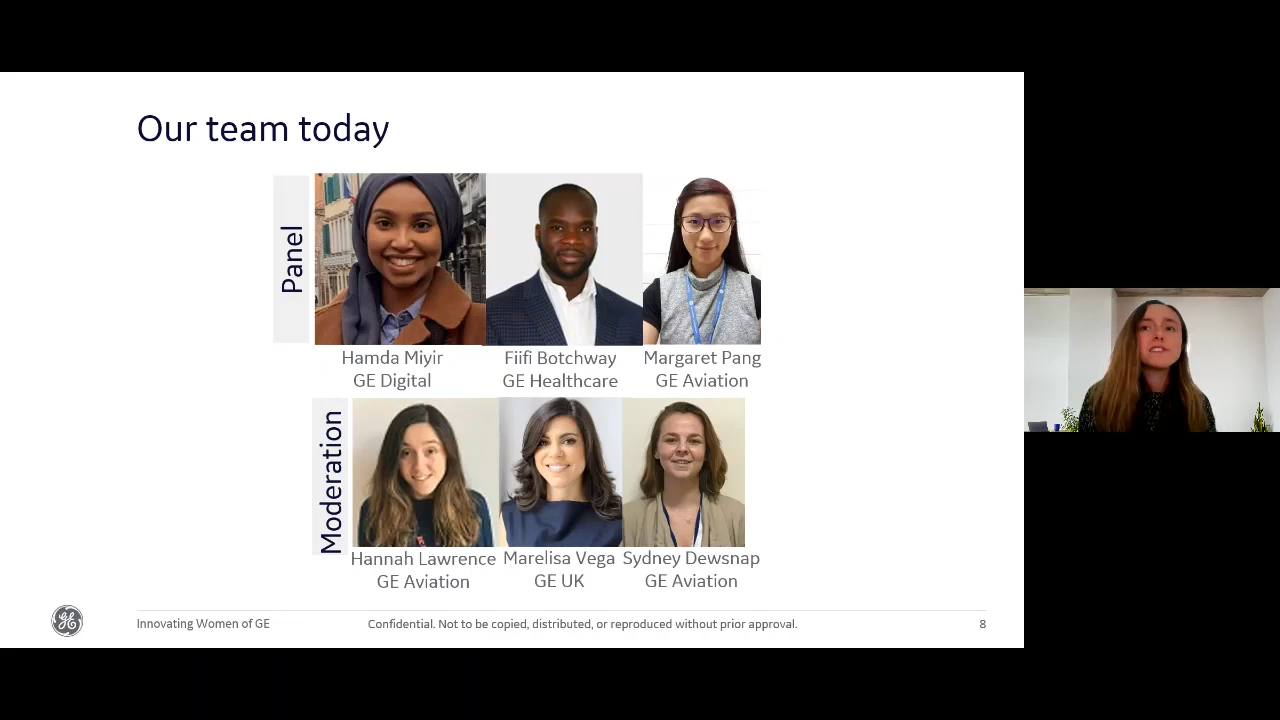 Our team today
Panel
Hamda Miyir
GE Digital
Fiifi Botchway
GE Healthcare
Margaret Pang
GE Aviation
Moderation
Hannah Lawrence
GE Aviation
Marelisa Vega
GE UK
Sydney Dewsnap
GE Aviation
GE
Innovating Women of GE
Confidential. Not to be copied, distributed, or reproduced without prior approval.
8